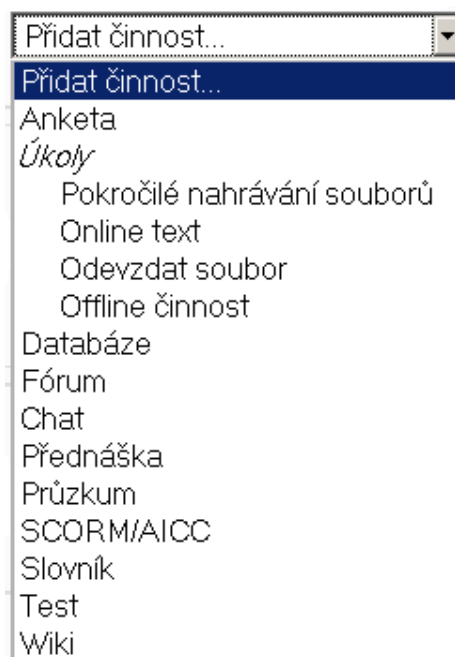 Přidat činnost...
Přidat činnost...
Anketa
Úkoly
Pokročilé nahrávání souborů
Online text
Odevzdat soubor
Offline činnost
Databáze
Fórum
Chat
Přednáška
Průzkum
SCORM/AICC
Slovník
Test
Wiki